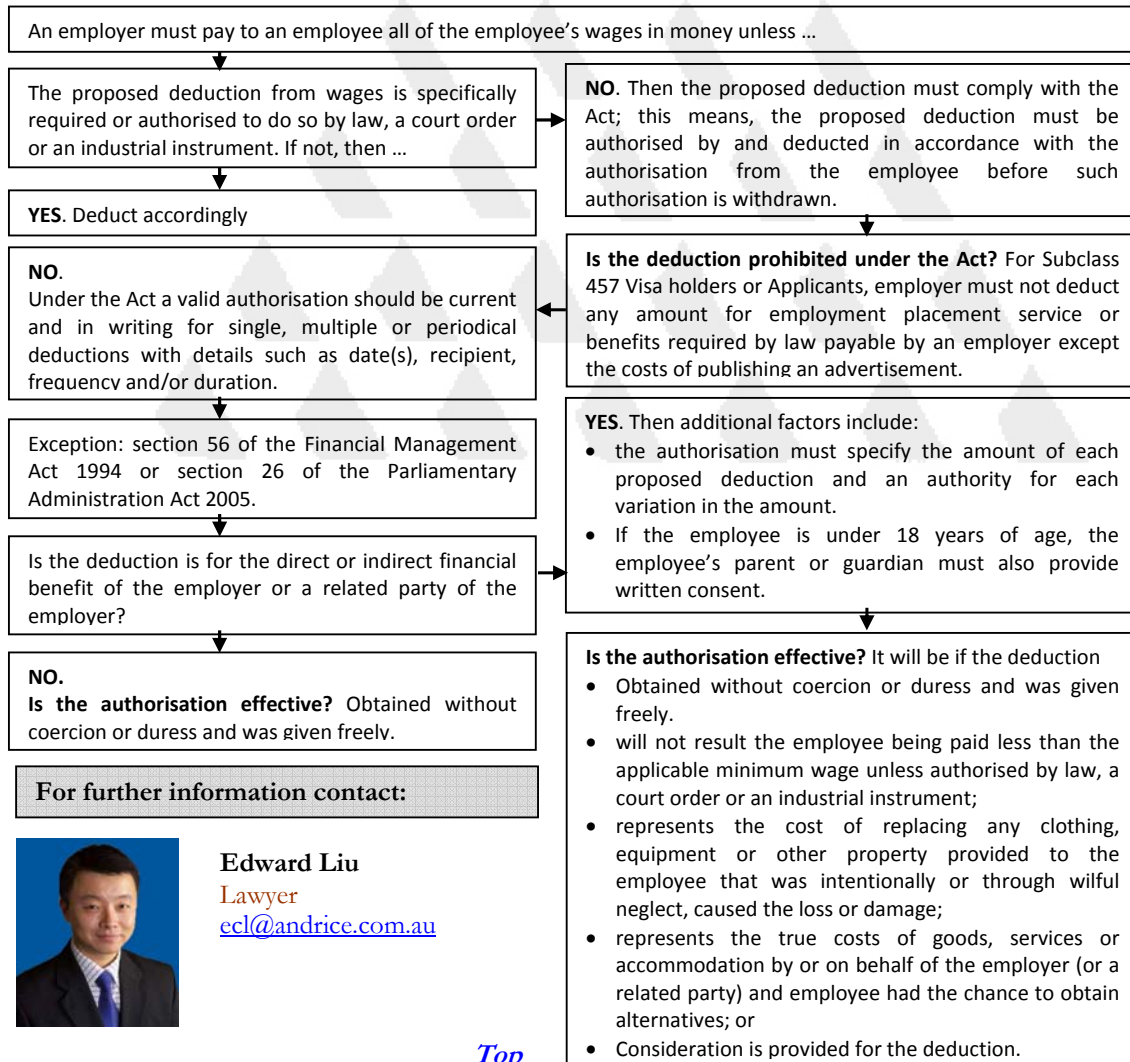 An employer must pay to an employee all of the employee's wages in money unless …
The proposed deduction from wages is specifically
required or authorised to do so by law, a court order
or an industrial instrument. If not, then …
NO. Then the proposed deduction must comply with the
Act; this means, the proposed deduction must be
authorised by and deducted in accordance with the
authorisation from the employee before such
authorisation is withdrawn.
YES. Deduct accordingly
Is the deduction prohibited under the Act? For Subclass
457 Visa holders or Applicants, employer must not deduct
any amount for employment placement service or
benefits required by law payable by an employer except
the costs of publishing an advertisement.
NO.
Under the Act a valid authorisation should be current
and in writing for single, multiple or periodical
deductions with details such as date(s), recipient,
frequency and/or duration.
Exception: section 56 of the Financial Management
Act 1994 or section 26 of the Parliamentary
Administration Act 2005.
Is the deduction is for the direct or indirect financial
benefit of the employer or a related party of the
employer?
YES. Then additional factors include:
• the authorisation must specify the amount of each
proposed deduction and an authority for each
variation in the amount.
• If the employee is under 18 years of age, the
employee's parent or guardian must also provide
written consent.
NO.
Is the authorisation effective? Obtained without
coercion or duress and was given freely.
Is the authorisation effective? It will be if the deduction
• Obtained without coercion or duress and was given
freely.
• will not result the employee being paid less than the
applicable minimum wage unless authorised by law, a
court order or an industrial instrument;
• represents the cost of replacing any clothing,
equipment or other property provided to the
employee that was intentionally or through wilful
neglect, caused the loss or damage;
• represents the true costs of goods, services or
accommodation by or on behalf of the employer (or a
related party) and employee had the chance to obtain
alternatives; or
• Consideration is provided for the deduction.
For further information contact:
Edward Liu
Lawyer
ecl@andrice.com.au
Top